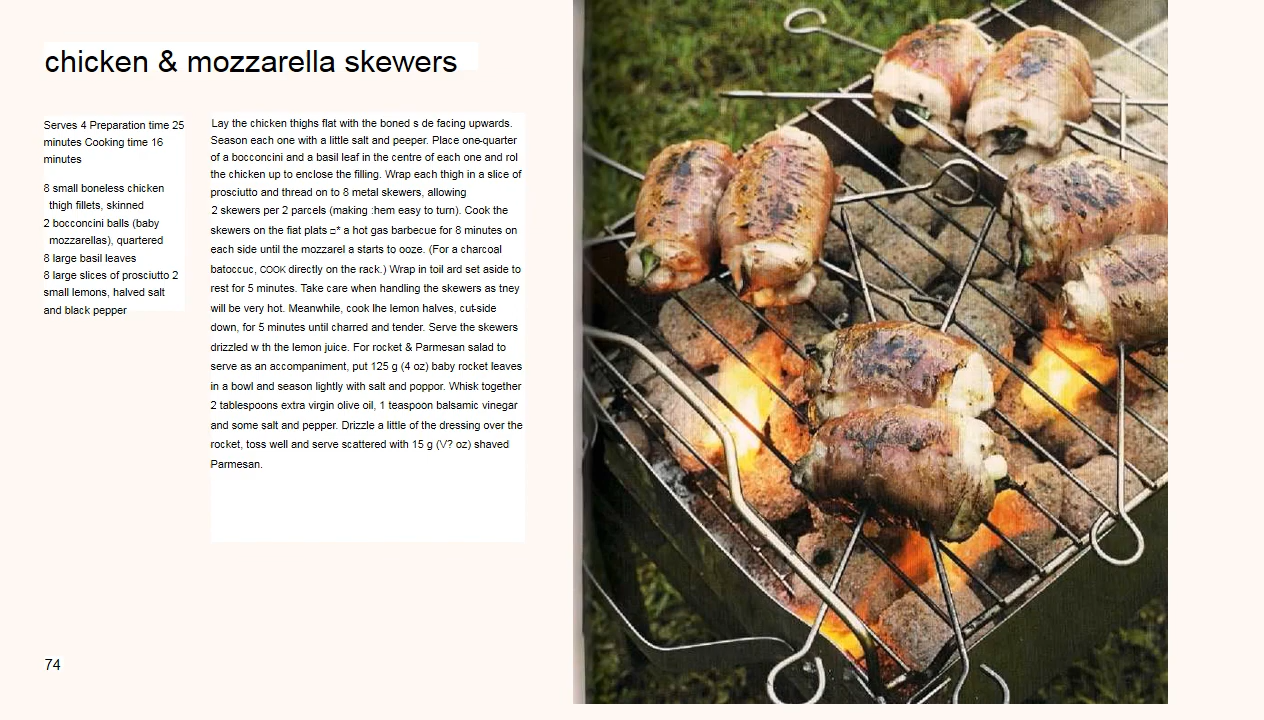 chicken & mozzarella skewers
Serves 4 Preparation time 25
minutes Cooking time 16
minutes
8 small boneless chicken
thigh fillets, skinned
2 bocconcini balls (baby
mozzarellas), quartered
8 large basil leaves
8 large slices of prosciutto 2
small lemons, halved salt
and black pepper
Lay the chicken thighs flat with the boned s de facing upwards.
Season each one with a little salt and peeper. Place one-quarter
of a bocconcini and a basil leaf in the centre of each one and rol
the chicken up to enclose the filling. Wrap each thigh in a slice of
prosciutto and thread on to 8 metal skewers, allowing
2 skewers per 2 parcels (making :hem easy to turn). Cook the
skewers on the fiat plats =* a hot gas barbecue for 8 minutes on
each side until the mozzarel a starts to ooze. (For a charcoal
batoccuc, COOK directly on the rack.) Wrap in toil ard set aside to
rest for 5 minutes. Take care when handling the skewers as tney
will be very hot. Meanwhile, cook lhe lemon halves, cut-side
down, for 5 minutes until charred and tender. Serve the skewers
drizzled w th the lemon juice. For rocket & Parmesan salad to
serve as an accompaniment, put 125 g (4 oz) baby rocket leaves
in a bowl and season lightly with salt and poppor. Whisk together
2 tablespoons extra virgin olive oil, 1 teaspoon balsamic vinegar
and some salt and pepper. Drizzle a little of the dressing over the
rocket, toss well and serve scattered with 15 g (V? oz) shaved
Parmesan.
74